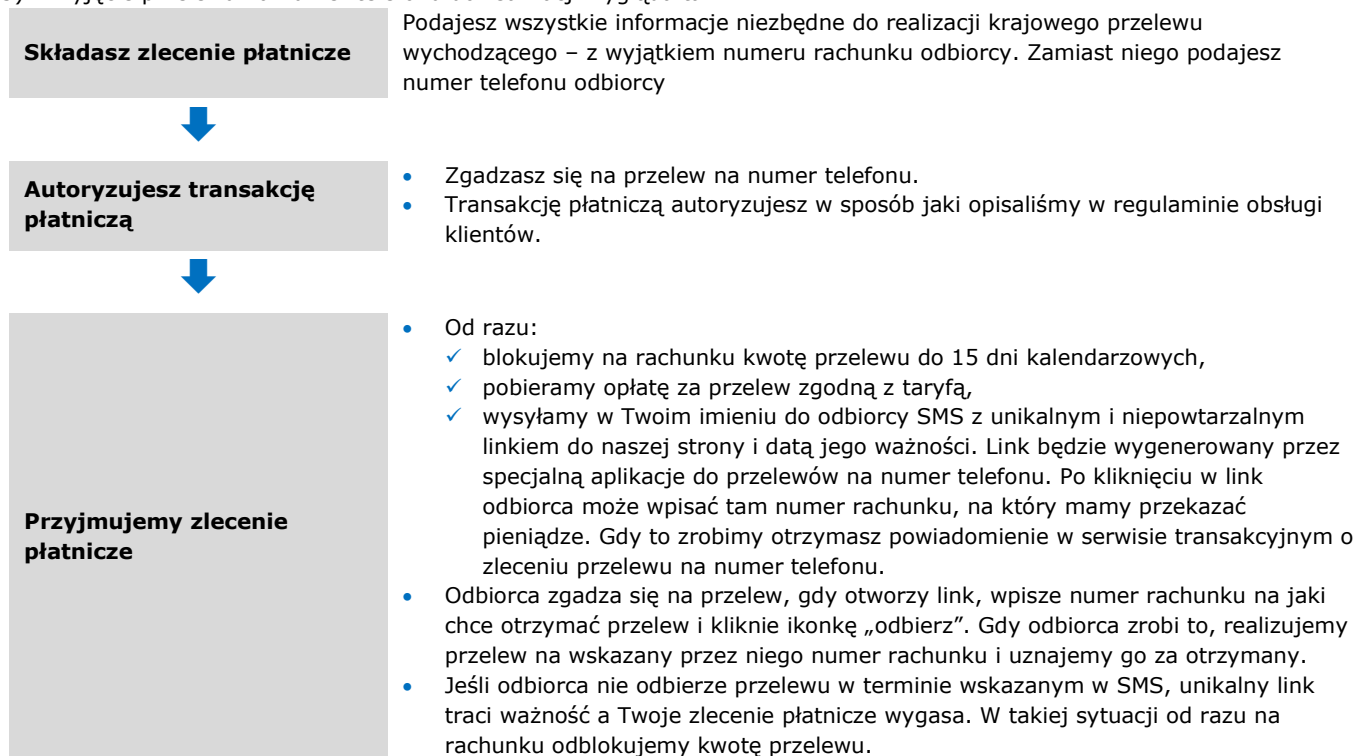 Podajesz wszystkie informacje niezbędne do realizacji krajowego przelewu
Składasz zlecenie płatnicze
wychodzącego – z wyjątkiem numeru rachunku odbiorcy. Zamiast niego podajesz
numer telefonu odbiorcy
Autoryzujesz transakcję
płatniczą
• Zgadzasz się na przelew na numer telefonu.
• Transakcję płatniczą autoryzujesz w sposób jaki opisaliśmy w regulaminie obsługi
klientów.
Przyjmujemy zlecenie
płatnicze
• Od razu:
✓ blokujemy na rachunku kwotę przelewu do 15 dni kalendarzowych,
✓ pobieramy opłatę za przelew zgodną z taryfą,
✓ wysyłamy w Twoim imieniu do odbiorcy SMS z unikalnym i niepowtarzalnym
linkiem do naszej strony i datą jego ważności. Link będzie wygenerowany przez
specjalną aplikacje do przelewów na numer telefonu. Po kliknięciu w link
odbiorca może wpisać tam numer rachunku, na który mamy przekazać
pieniądze. Gdy to zrobimy otrzymasz powiadomienie w serwisie transakcyjnym o
zleceniu przelewu na numer telefonu.
• Odbiorca zgadza się na przelew, gdy otworzy link, wpisze numer rachunku na jaki
chce otrzymać przelew i kliknie ikonkę „odbierz”. Gdy odbiorca zrobi to, realizujemy
przelew na wskazany przez niego numer rachunku i uznajemy go za otrzymany.
• Jeśli odbiorca nie odbierze przelewu w terminie wskazanym w SMS, unikalny link
traci ważność a Twoje zlecenie płatnicze wygasa. W takiej sytuacji od razu na
rachunku odblokujemy kwotę przelewu.